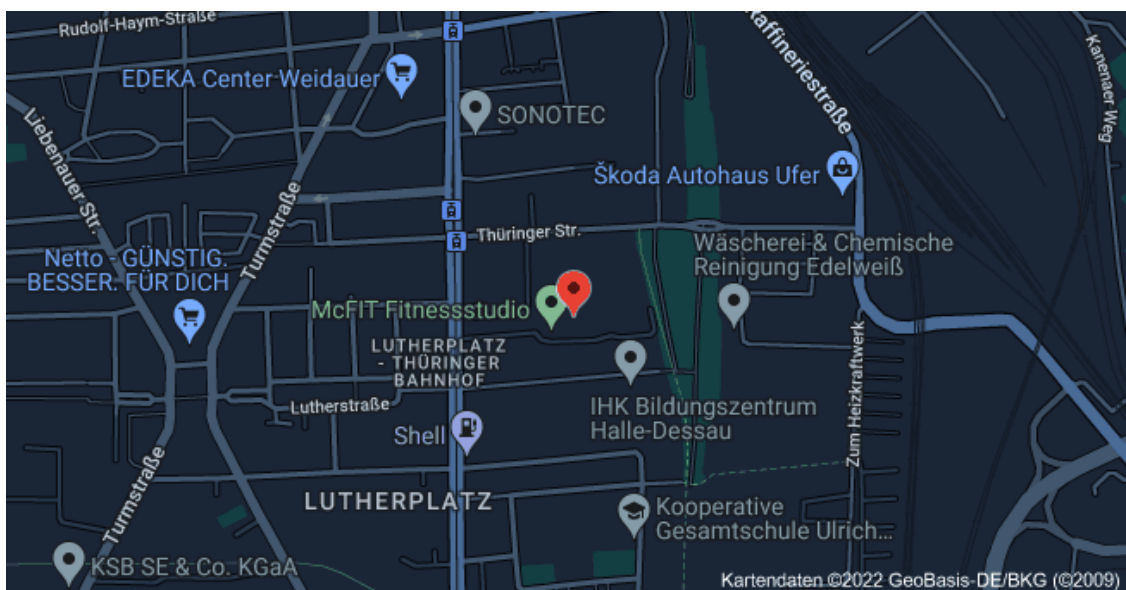 Rudolf-Haym-Straße
EDEKA Center Weidauer
Raffineriestraße
Kanenaer Weg
SONOTEC
Liebenauer Str.
Škoda Autohaus Ufer
Turmstraße
Thüringer Str.
Wäscherei & Chemische
Reinigung Edelweiß
Netto - GÜNSTIG.
BESSER. FÜR DICH
McFIT Fitnessstudio
LUTHERPLATZ
- THÜRINGER
BAHNHOF
Lutherstraße
IHK Bildungszentrum
Halle-Dessau
Zum Heizkraftwerk
Shell
LUTHERPLATZ
Turmstraße
Kooperative
Gesamtschule Ulrich...
KSB SE & Co. KGaA
Kartendaten ©2022 GeoBasis-DE/BKG (©2009)